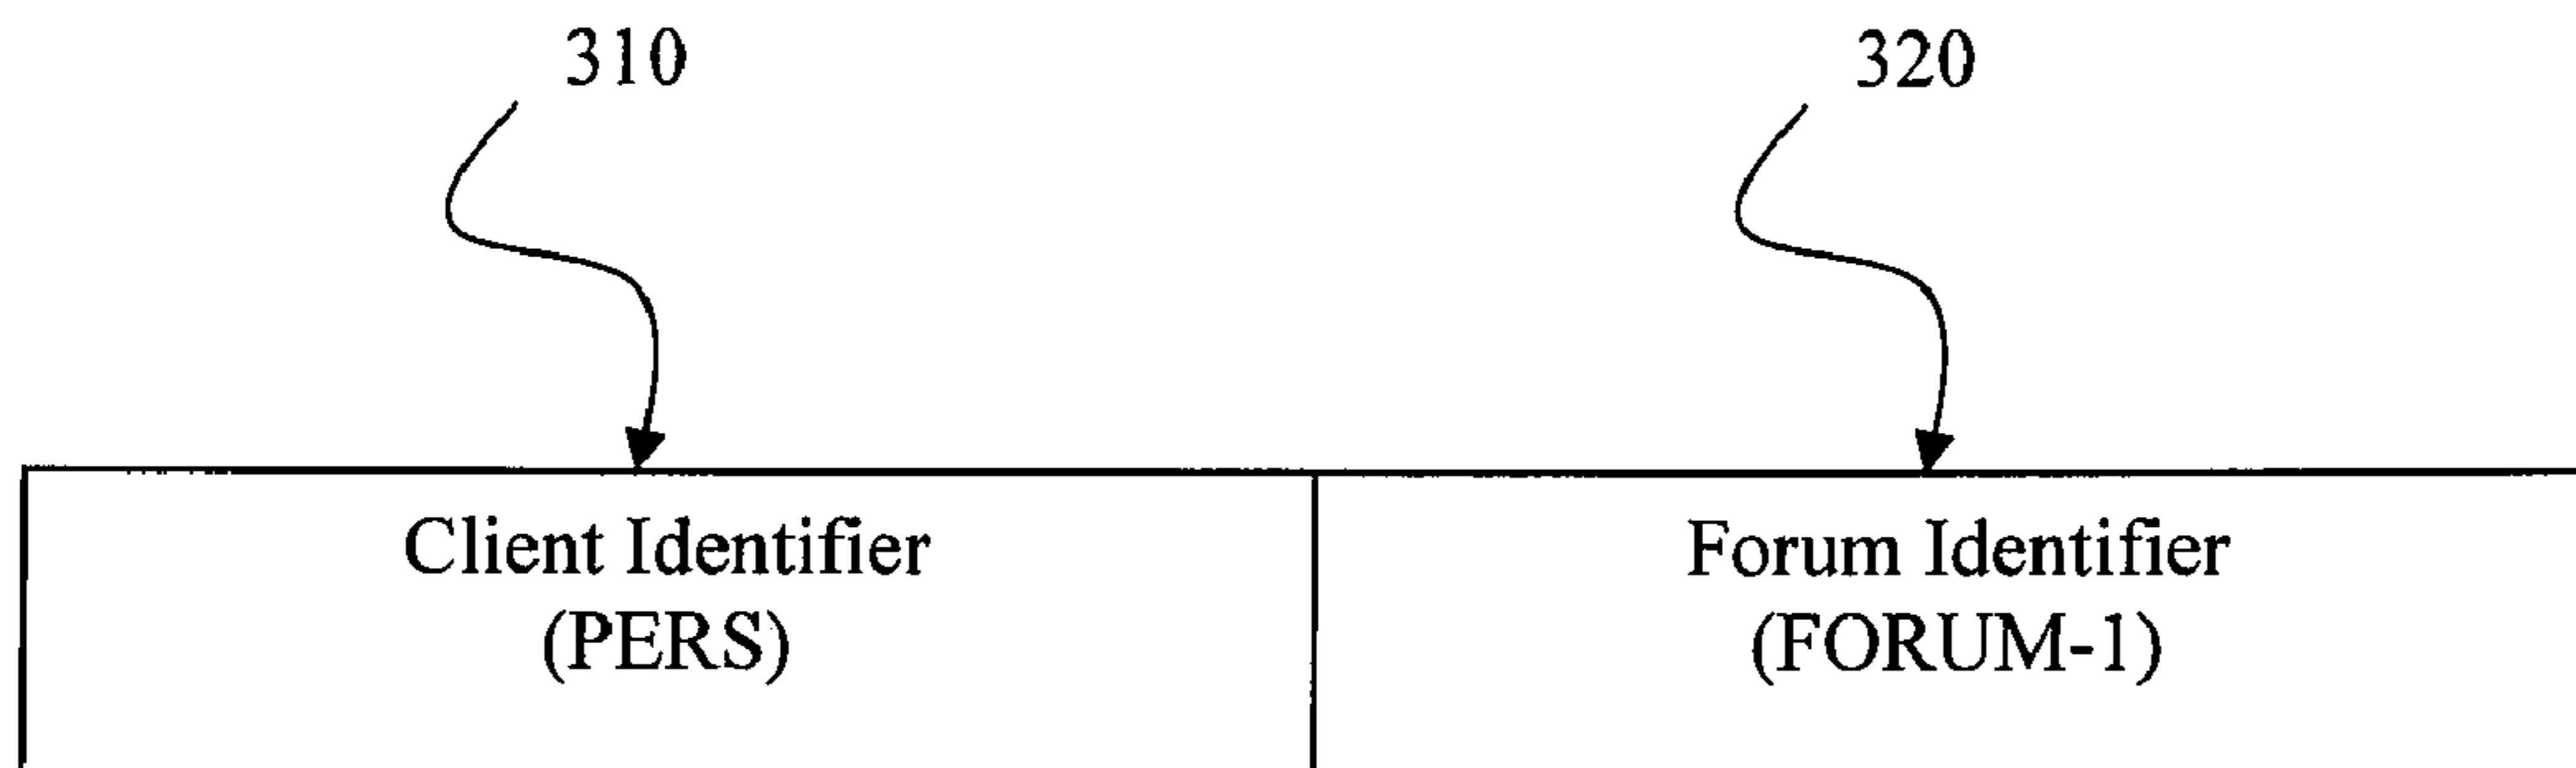 310
320
Client Identifier
(PERS)
Forum Identifier
(FORUM-1)